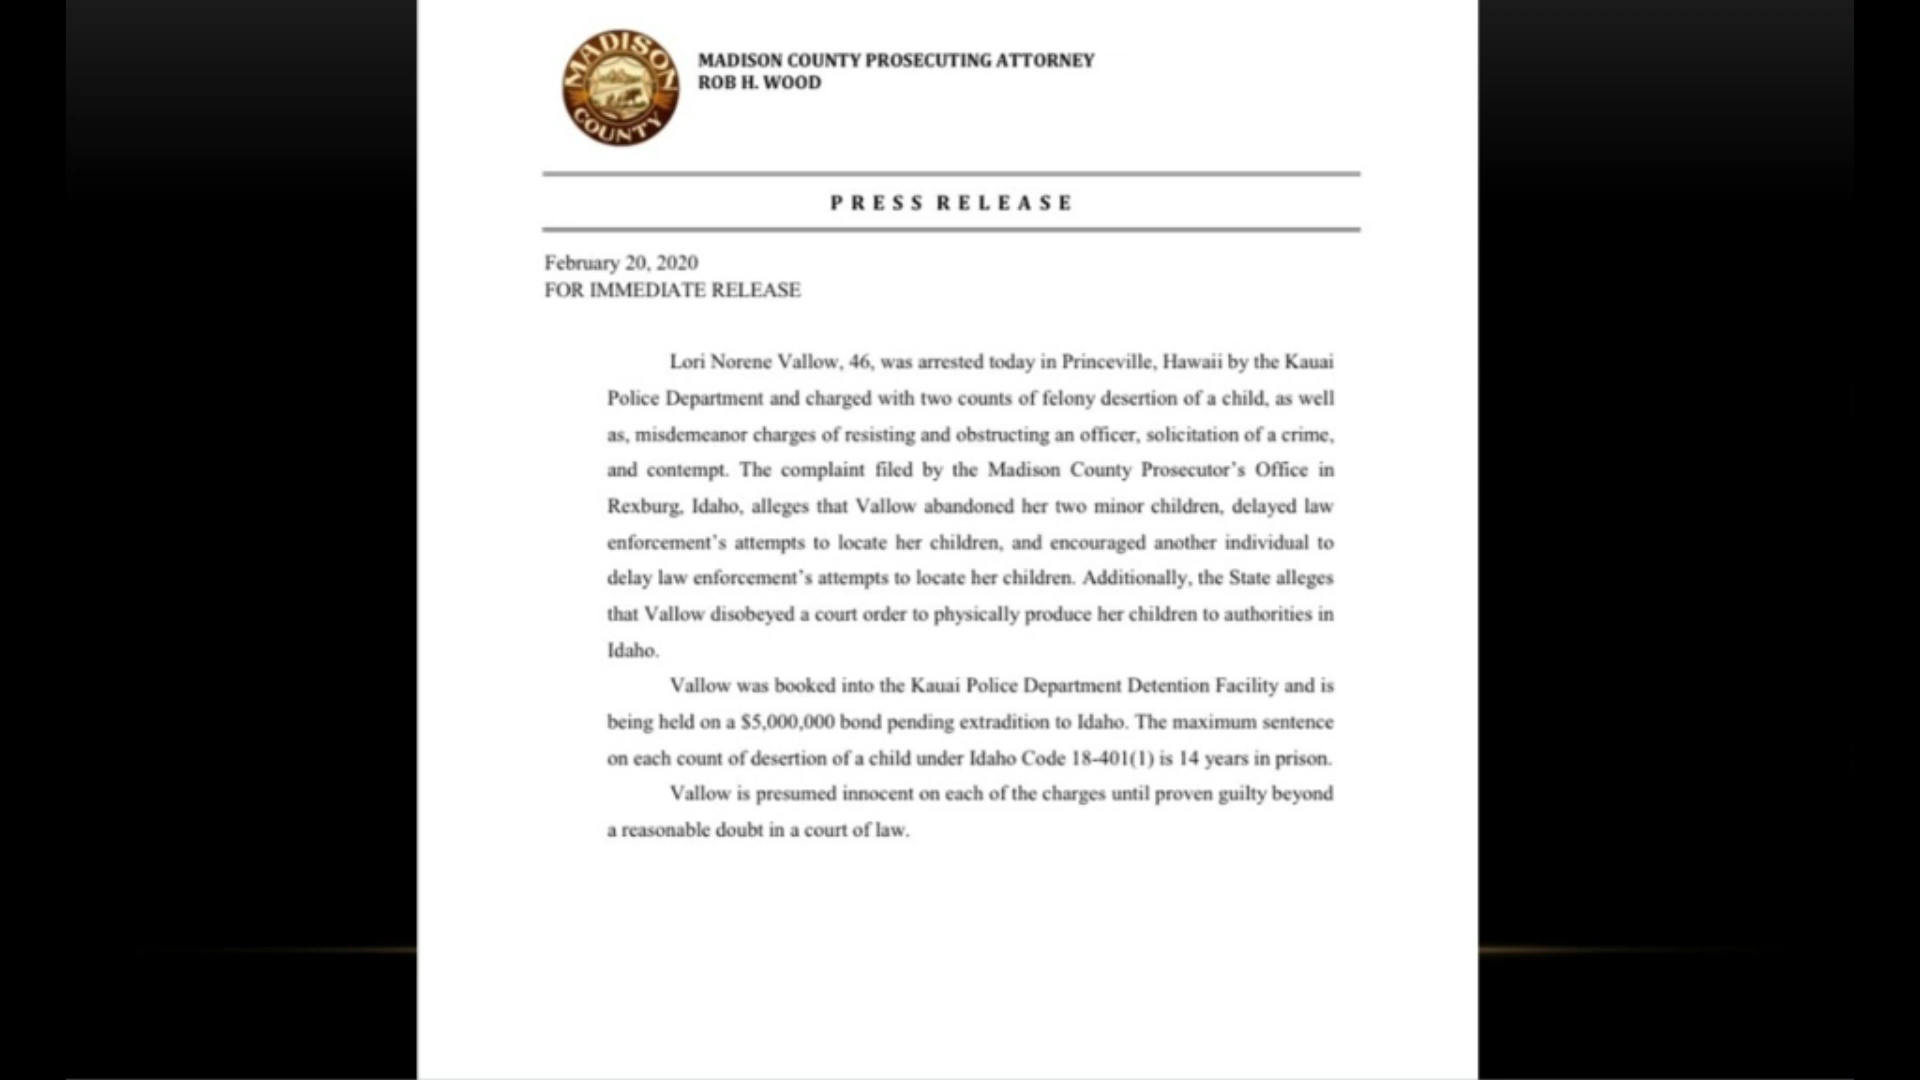 MADISON
COUNTY
MADISON COUNTY PROSECUTING ATTORNEY
ROB H. WOOD
PRESS RELEASE
February 20, 2020
FOR IMMEDIATE RELEASE
Lori Norene Vallow, 46, was arrested today in Princeville, Hawaii by the Kauai
Police Department and charged with two counts of felony desertion of a child, as well
as, misdemeanor charges of resisting and obstructing an officer, solicitation of a crime,
and contempt. The complaint filed by the Madison County Prosecutor's Office in
Rexburg, Idaho, alleges that Vallow abandoned her two minor children, delayed law
enforcement's attempts to locate her children, and encouraged another individual to
delay law enforcement's attempts to locate her children. Additionally, the State alleges
that Vallow disobeyed a court order to physically produce her children to authorities in
Idaho.
Vallow was booked into the Kauai Police Department Detention Facility and is
being held on a $5,000,000 bond pending extradition to Idaho. The maximum sentence
on each count of desertion of a child under Idaho Code 18-401(1) is 14 years in prison.
Vallow is presumed innocent on each of the charges until proven guilty beyond
a reasonable doubt in a court of law.